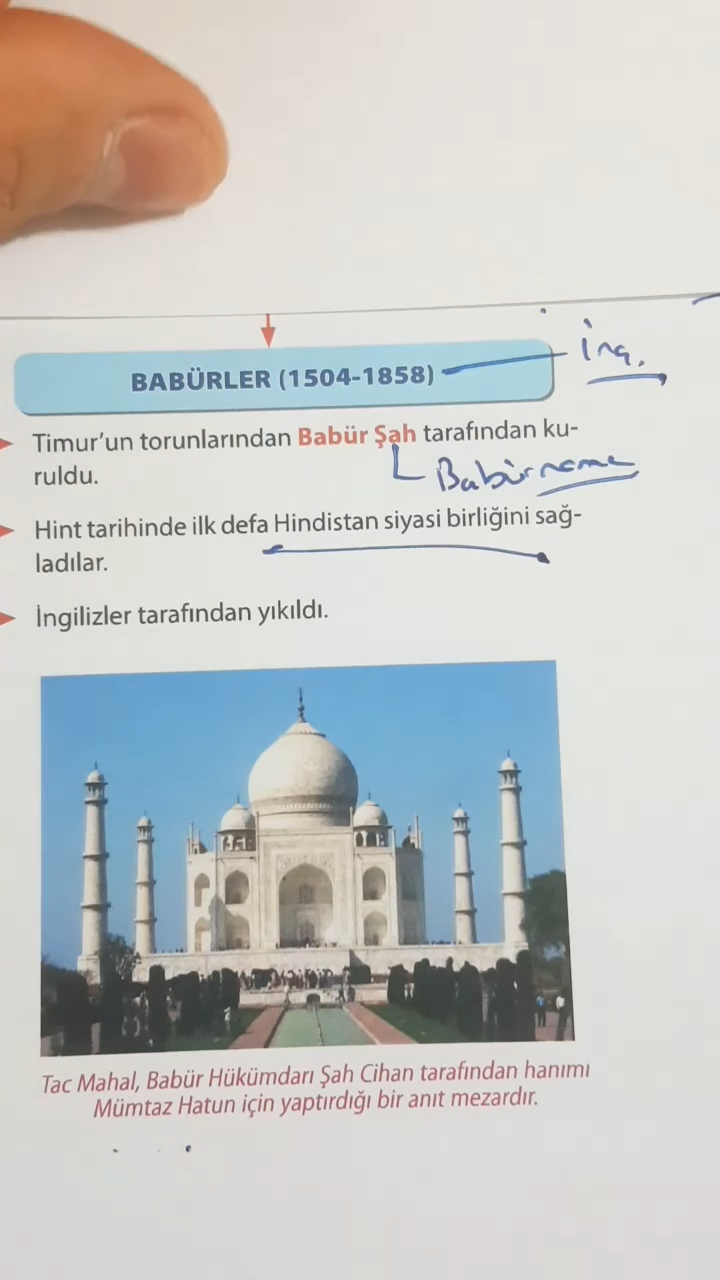 BABÜRLER (1504-1858)
İng.
Timur'un torunlarından Babür Şah tarafından ku-
ruldu.
Babürname
Hint tarihinde ilk defa Hindistan siyasi birliğini sağ-
ladılar.
İngilizler tarafından yıkıldı.
Tac Mahal, Babür Hükümdarı Şah Cihan tarafından hanımı
Mümtaz Hatun için yaptırdığı bir anıt mezardır.